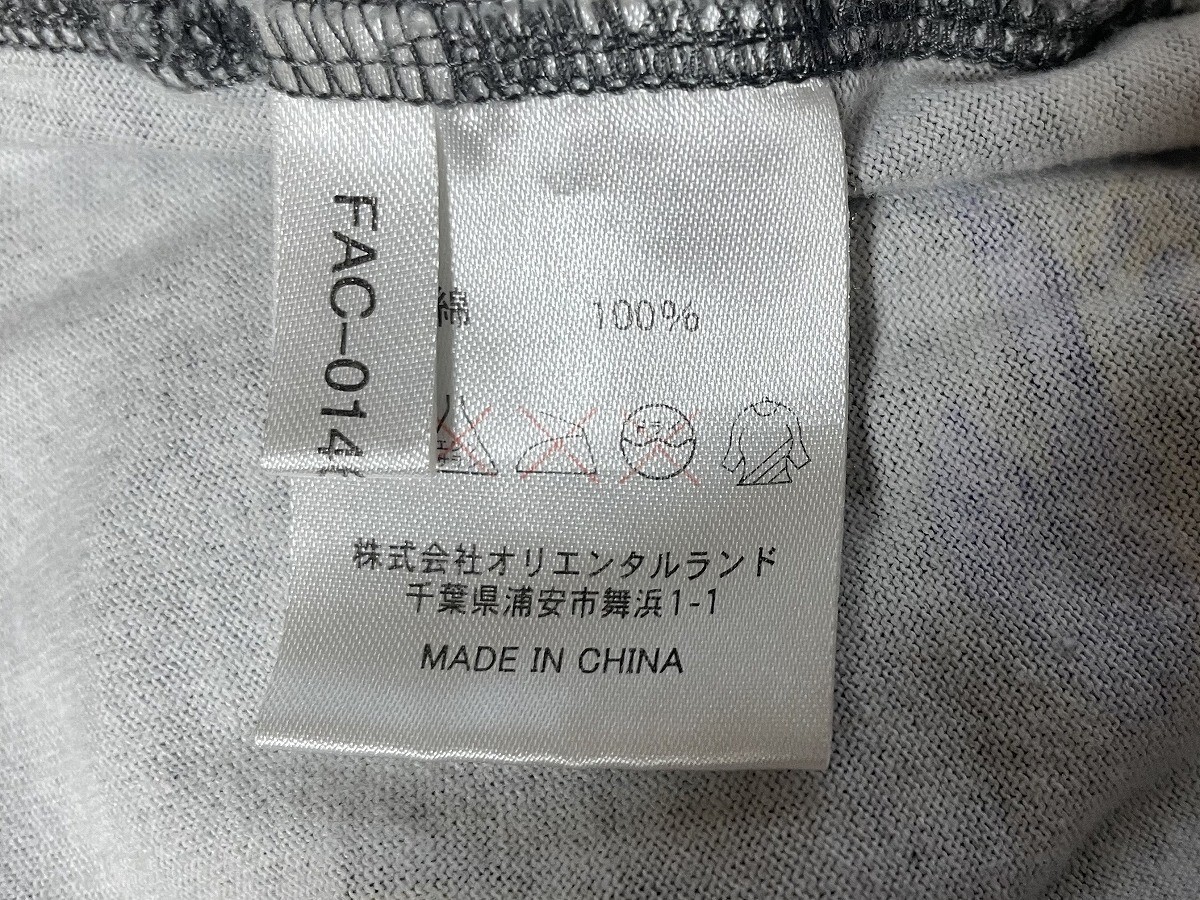 FAC-014
綿 100%
株式会社オリエンタルランド
千葉県浦安市舞浜1-1
MADE IN CHINA